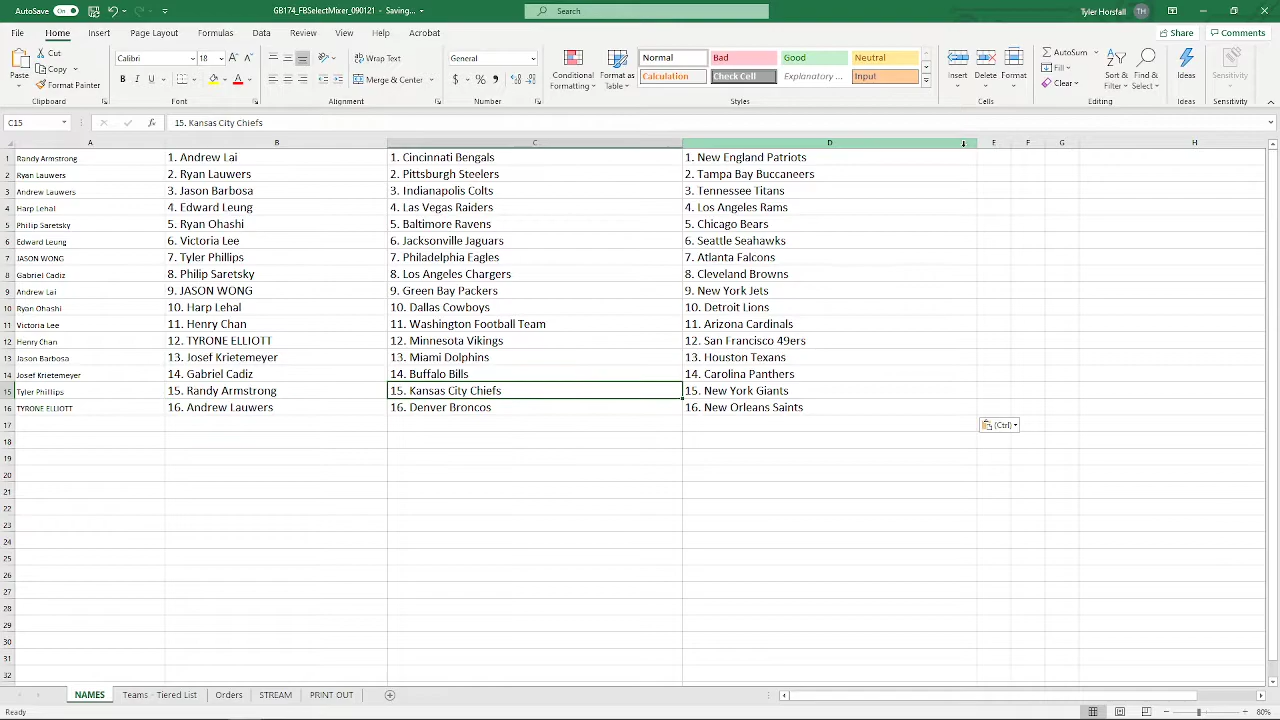 AutoSave On GB174_FBSelectMixer_090121 - Saving... Search Tyler Horsfall TH
File Home Insert Page Layout Formulas Data Review View Help Acrobat Share Comments
Paste Cut Copy Format Painter Clipboard
Calibri 18 B I U Font
Wrap Text Merge & Center Alignment
General $ % Number
Conditional Formatting Format as Table
Normal Bad Good Neutral
Calculation Check Cell Explanatory ... Input
Styles
Insert Delete Format Cells
AutoSum Fill Clear Sort & Filter Find & Select Editing
Ideas Ideas
Sensitivity Sensitivity
C15 fx 15. Kansas City Chiefs
A B C D E F G H
1 Randy Armstrong 1. Andrew Lai 1. Cincinnati Bengals 1. New England Patriots
2 Ryan Lauwers 2. Ryan Lauwers 2. Pittsburgh Steelers 2. Tampa Bay Buccaneers
3 Andrew Lauwers 3. Jason Barbosa 3. Indianapolis Colts 3. Tennessee Titans
4 Harp Lehal 4. Edward Leung 4. Las Vegas Raiders 4. Los Angeles Rams
5 Philip Saretsky 5. Ryan Ohashi 5. Baltimore Ravens 5. Chicago Bears
6 Edward Leung 6. Victoria Lee 6. Jacksonville Jaguars 6. Seattle Seahawks
7 JASON WONG 7. Tyler Phillips 7. Philadelphia Eagles 7. Atlanta Falcons
8 Gabriel Cadiz 8. Philip Saretsky 8. Los Angeles Chargers 8. Cleveland Browns
9 Andrew Lai 9. JASON WONG 9. Green Bay Packers 9. New York Jets
10 Ryan Ohashi 10. Harp Lehal 10. Dallas Cowboys 10. Detroit Lions
11 Victoria Lee 11. Henry Chan 11. Washington Football Team 11. Arizona Cardinals
12 Henry Chan 12. TYRONE ELLIOTT 12. Minnesota Vikings 12. San Francisco 49ers
13 Jason Barbosa 13. Josef Krietemeyer 13. Miami Dolphins 13. Houston Texans
14 Josef Krietemeyer 14. Gabriel Cadiz 14. Buffalo Bills 14. Carolina Panthers
15 Tyler Phillips 15. Randy Armstrong 15. Kansas City Chiefs 15. New York Giants
16 TYRONE ELLIOTT 16. Andrew Lauwers 16. Denver Broncos 16. New Orleans Saints
17 (Ctrl)
18
19
20
21
22
23
24
25
26
27
28
29
30
31
32
NAMES Teams - Tiered List Orders STREAM PRINT OUT
80%